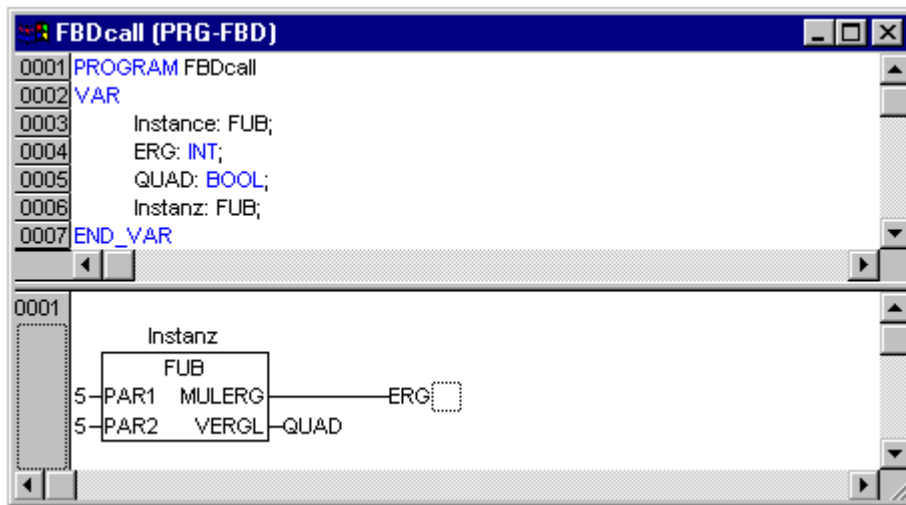 FBDcall (PRG-FBD)
0001 PROGRAM FBDcall
0002 VAR
0003 Instance: FUB;
0004 ERG: INT;
0005 QUAD: BOOL;
0006 Instanz: FUB;
0007 END_VAR
0001
Instanz
FUB
5 PAR1 MULERG ERG
5 PAR2 VERGL QUAD